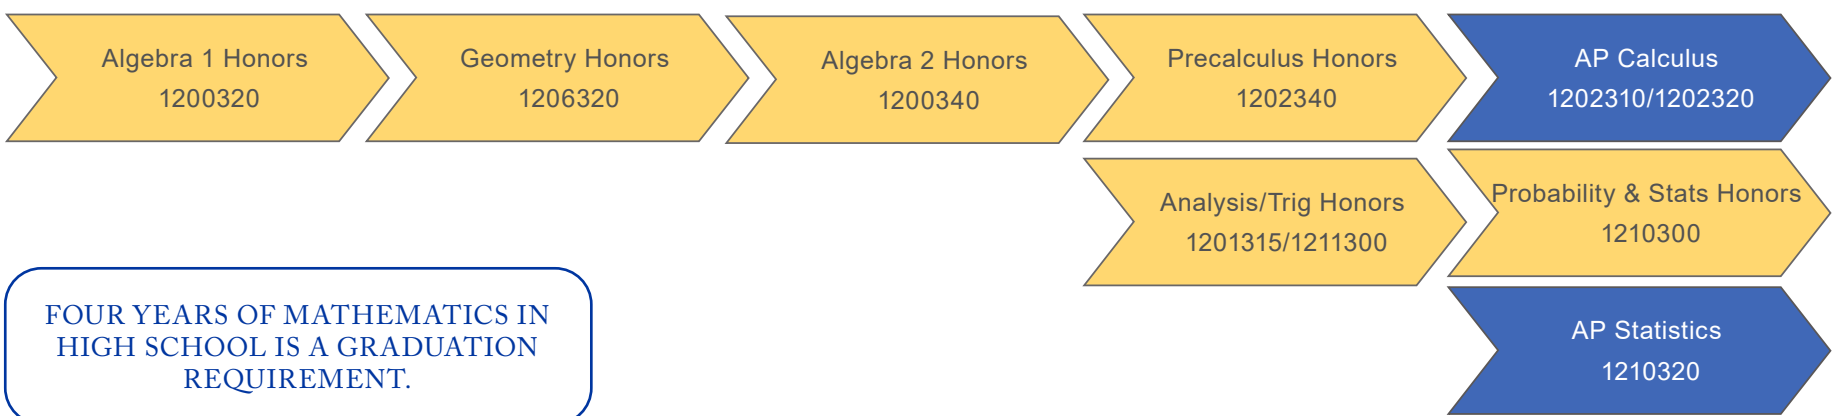 Algebra 1 Honors
1200320
Geometry Honors
1206320
Algebra 2 Honors
1200340
Precalculus Honors
1202340
AP Calculus
1202310/1202320
Analysis/Trig Honors
1201315/1211300
Probability & Stats Honors
1210300
AP Statistics
1210320
FOUR YEARS OF MATHEMATICS IN
HIGH SCHOOL IS A GRADUATION
REQUIREMENT.